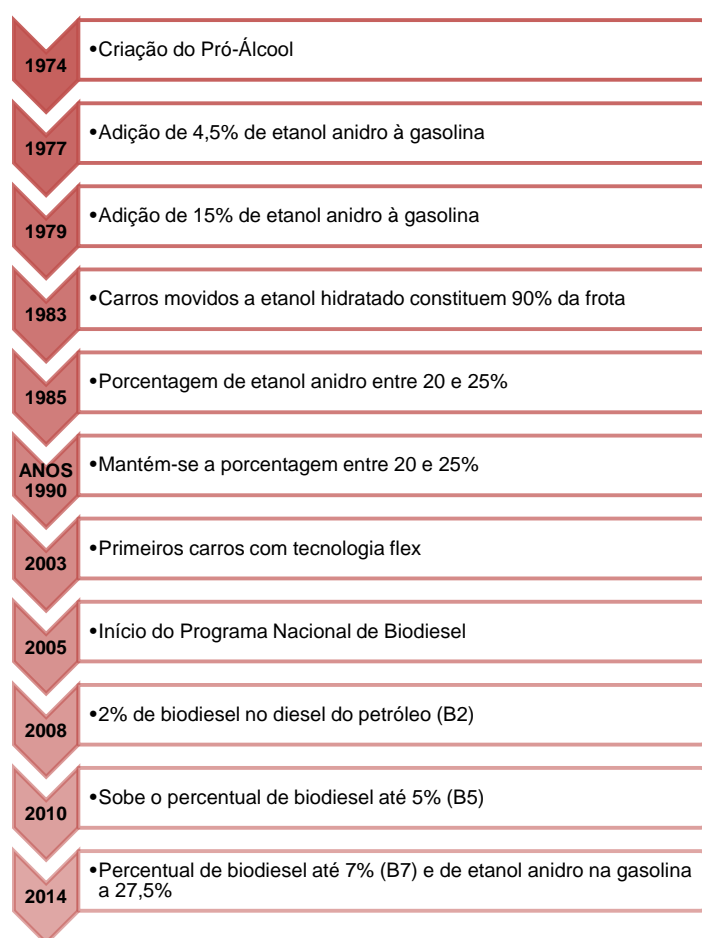 1974
•Criação do Pró-Álcool
1977
•Adição de 4,5% de etanol anidro à gasolina
1979
•Adição de 15% de etanol anidro à gasolina
1983
•Carros movidos a etanol hidratado constituem 90% da frota
1985
•Porcentagem de etanol anidro entre 20 e 25%
ANOS
1990
•Mantém-se a porcentagem entre 20 e 25%
2003
•Primeiros carros com tecnologia flex
2005
•Início do Programa Nacional de Biodiesel
2008
•2% de biodiesel no diesel do petróleo (B2)
2010
•Sobe o percentual de biodiesel até 5% (B5)
2014
•Percentual de biodiesel até 7% (B7) e de etanol anidro na gasolina
a 27,5%